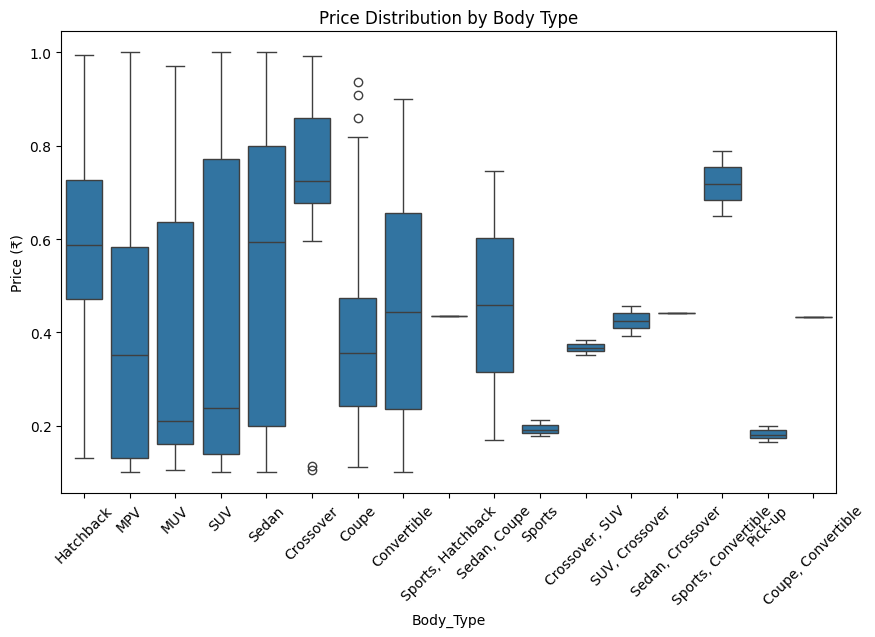 Price Distribution by Body Type
Price (₹)
1.0
0.8
0.6
0.4
0.2
Hatchback
MPV
MUV
SUV
Sedan
Crossover
Coupe
Convertible
Sports, Hatchback
Sedan, Coupe
Sports
Crossover, SUV
SUV, Crossover
Sedan, Crossover
Sports, Convertible
Pick-up
Coupe, Convertible
Body_Type